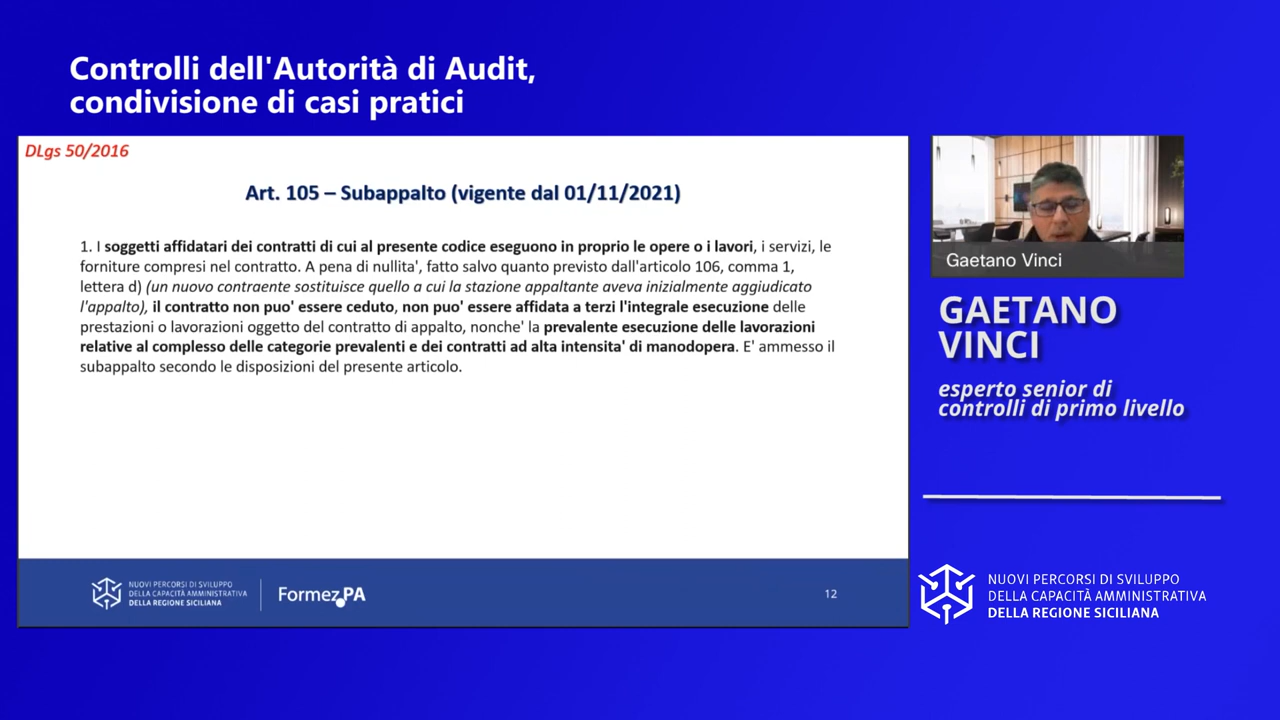 Controlli dell'Autorità di Audit,
condivisione di casi pratici
DLgs 50/2016
Art. 105 – Subappalto (vigente dal 01/11/2021)
1. I soggetti affidatari dei contratti di cui al presente codice eseguono in proprio le opere o i lavori, i servizi, le
forniture compresi nel contratto. A pena di nullita', fatto salvo quanto previsto dall'articolo 106, comma 1,
lettera d) (un nuovo contraente sostituisce quello a cui la stazione appaltante aveva inizialmente aggiudicato
l'appalto), il contratto non puo' essere ceduto, non puo' essere affidata a terzi l'integrale esecuzione delle
prestazioni o lavorazioni oggetto del contratto di appalto, nonche' la prevalente esecuzione delle lavorazioni
relative al complesso delle categorie prevalenti e dei contratti ad alta intensita' di manodopera. E' ammesso il
subappalto secondo le disposizioni del presente articolo.
NUOVI PERCORSI DI SVILUPPO
DELLA CAPACITÀ AMMINISTRATIVA
DELLA REGIONE SICILIANA
Formez PA
12
Gaetano Vinci
GAETANO
VINCI
esperto senior di
controlli di primo livello
NUOVI PERCORSI DI SVILUPPO
DELLA CAPACITÀ AMMINISTRATIVA
DELLA REGIONE SICILIANA